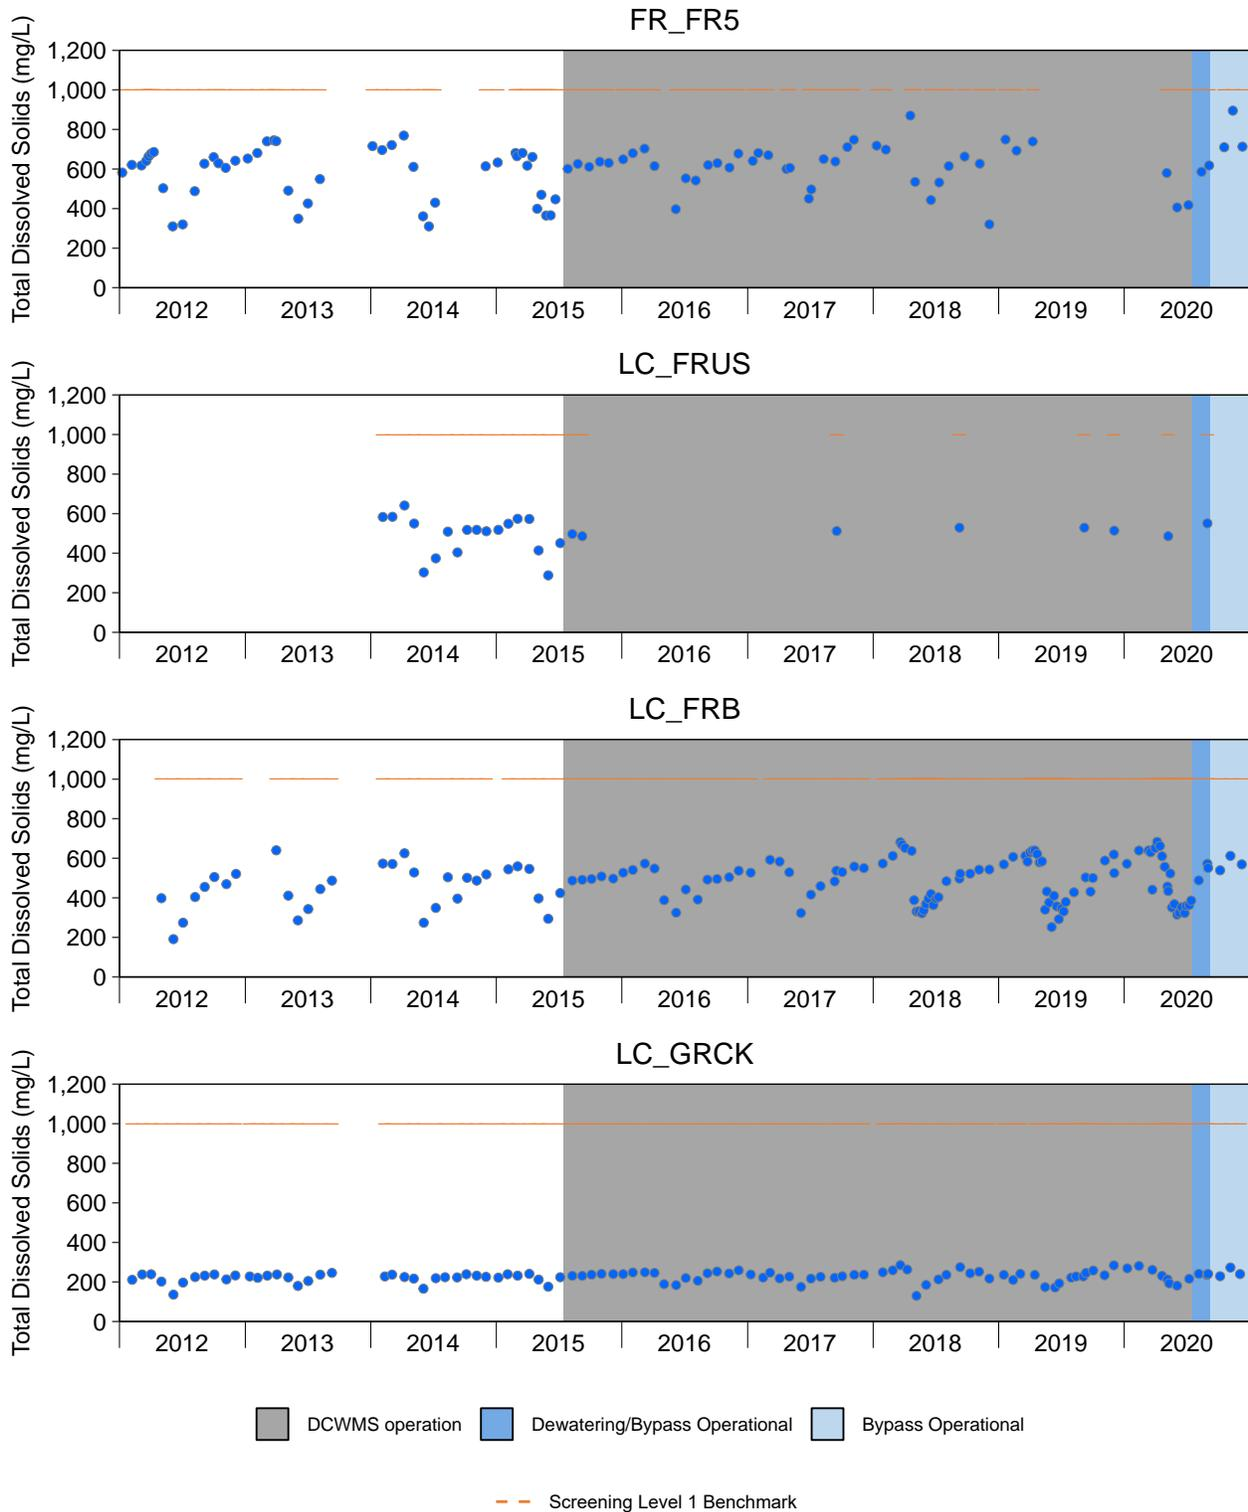 FR_FR5
Total Dissolved Solids (mg/L)
1,200
1,000
800
600
400
200
0
2012 2013 2014 2015 2016 2017 2018 2019 2020
LC_FRUS
Total Dissolved Solids (mg/L)
1,200
1,000
800
600
400
200
0
2012 2013 2014 2015 2016 2017 2018 2019 2020
LC_FRB
Total Dissolved Solids (mg/L)
1,200
1,000
800
600
400
200
0
2012 2013 2014 2015 2016 2017 2018 2019 2020
LC_GRCK
Total Dissolved Solids (mg/L)
1,200
1,000
800
600
400
200
0
2012 2013 2014 2015 2016 2017 2018 2019 2020
DCWMS operation Dewatering/Bypass Operational Bypass Operational
Screening Level 1 Benchmark